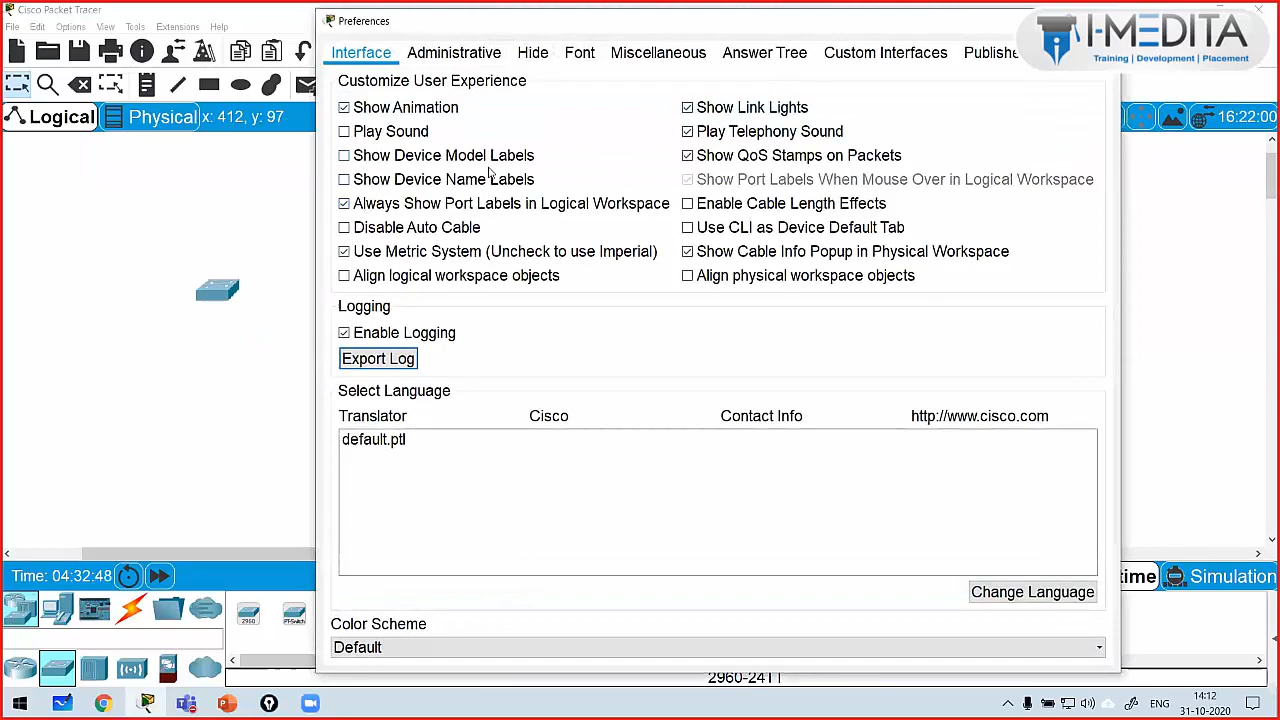 Cisco Packet Tracer
Preferences
File Edit Options View Tools Extensions Help
I-MEDITA
Training | Development | Placement
Interface Administrative Hide Font Miscellaneous Answer Tree Custom Interfaces Publishe
Customize User Experience
Show Animation
Show Link Lights
Play Sound
Play Telephony Sound
Show Device Model Labels
Show QoS Stamps on Packets
Show Device Name Labels
Show Port Labels When Mouse Over in Logical Workspace
Always Show Port Labels in Logical Workspace
Enable Cable Length Effects
Disable Auto Cable
Use CLI as Device Default Tab
Use Metric System (Uncheck to use Imperial)
Show Cable Info Popup in Physical Workspace
Align logical workspace objects
Align physical workspace objects
Logical Physical x: 412, y: 97
16:22:00
Logging
Enable Logging
Export Log
Select Language
Translator Cisco Contact Info http://www.cisco.com
default.ptl
Change Language
Color Scheme
Default
Time: 04:32:48
time Simulation
2960 PT-Switch
2960-24TT
ENG
14:12
31-10-2020